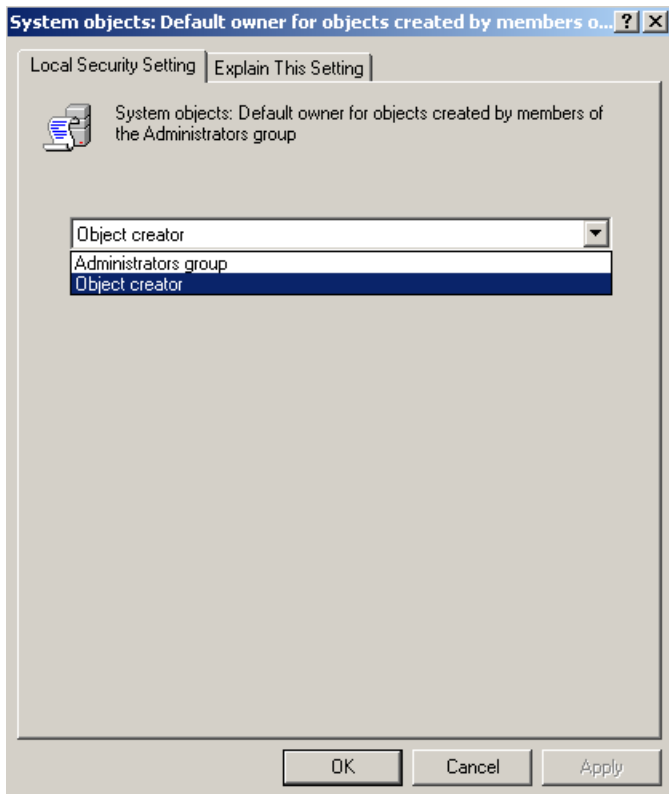 System objects: Default owner for objects created by members o...
Local Security Setting
Explain This Setting
System objects: Default owner for objects created by members of
the Administrators group
Object creator
Administrators group
Object creator
OK
Cancel
Apply